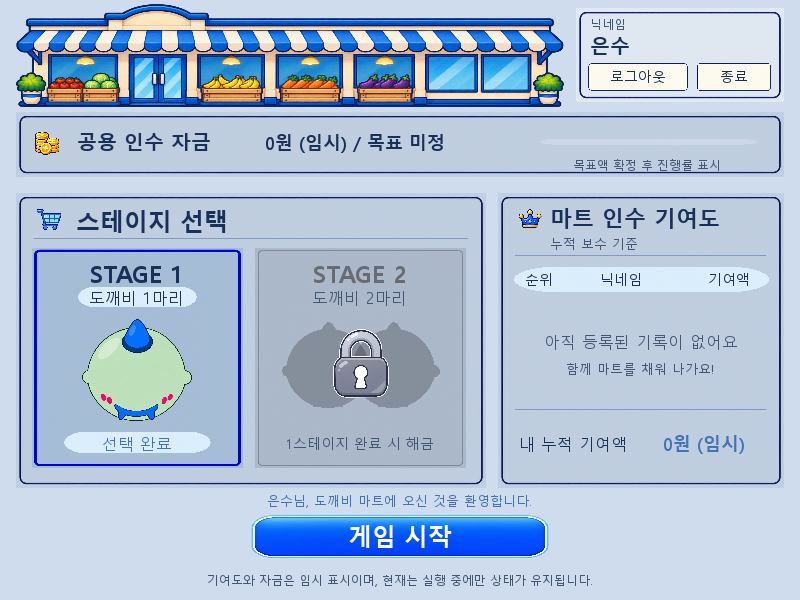 닉네임
은수
로그아웃 종료
공용 인수 자금 0원 (임시) / 목표 미정
목표액 확정 후 진행률 표시
스테이지 선택
STAGE 1
도깨비 1마리
선택 완료
STAGE 2
도깨비 2마리
1스테이지 완료 시 해금
마트 인수 기여도
누적 보수 기준
순위 닉네임 기여액
아직 등록된 기록이 없어요
함께 마트를 채워 나가요!
내 누적 기여액 0원 (임시)
은수님, 도깨비 마트에 오신 것을 환영합니다.
게임 시작
기여도와 자금은 임시 표시이며, 현재는 실행 중에만 상태가 유지됩니다.